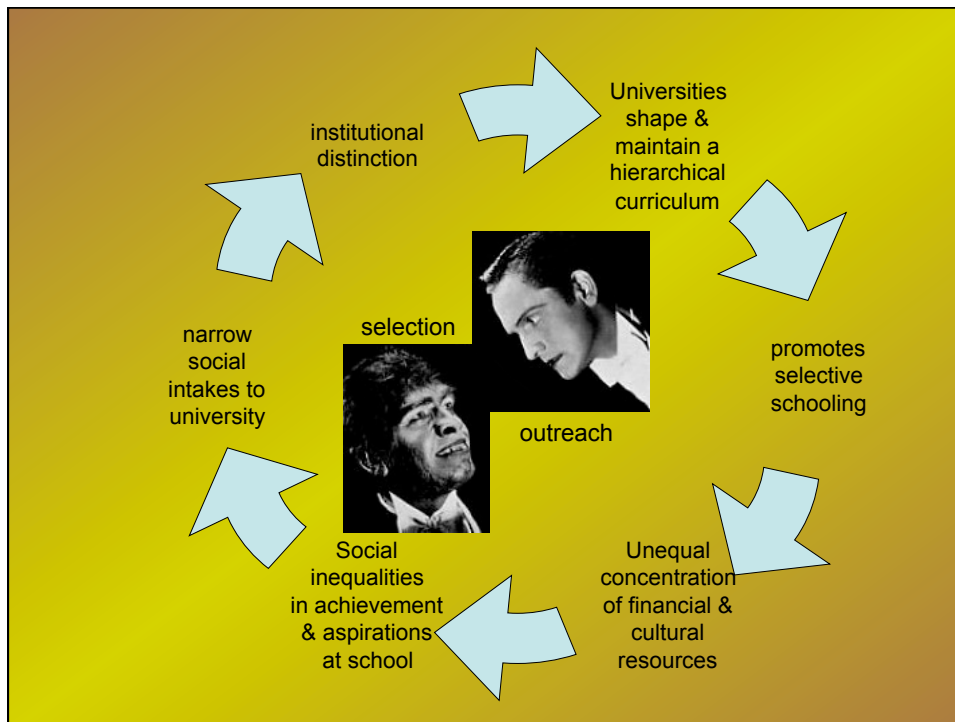 institutional
distinction
Universities
shape &
maintain a
hierarchical
curriculum
promotes
selective
schooling
Unequal
concentration
of financial &
cultural
resources
Social
inequalities
in achievement
& aspirations
at school
narrow
social
intakes to
university
selection
outreach